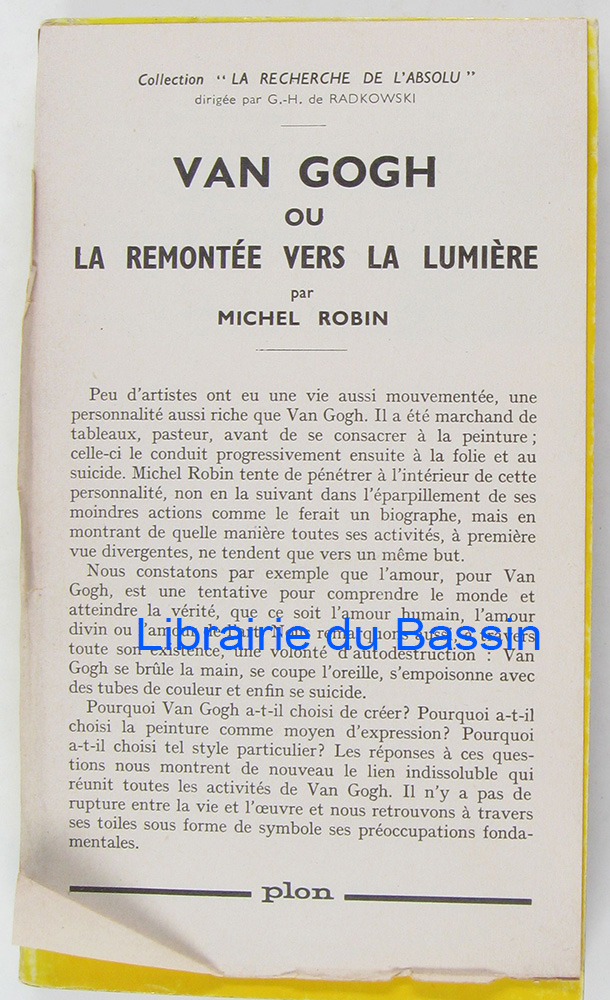 Collection "LA RECHERCHE DE L'ABSOLU"
dirigée par G.-H. de RADKOWSKI
VAN GOGH
OU
LA REMONTÉE VERS LA LUMIÈRE
par
MICHEL ROBIN
Peu d'artistes ont eu une vie aussi mouvementée, une
personnalité aussi riche que Van Gogh. Il a été marchand de
tableaux, pasteur, avant de se consacrer à la peinture ;
celle-ci le conduit progressivement ensuite à la folie et au
suicide. Michel Robin tente de pénétrer à l'intérieur de cette
personnalité, non en la suivant dans l'éparpillement de ses
moindres actions comme le ferait un biographe, mais en
montrant de quelle manière toutes ses activités, à première
vue divergentes, ne tendent que vers un même but.
Nous constatons par exemple que l'amour, pour Van
Gogh, est une tentative pour comprendre le monde et
atteindre la vérité, que ce soit l'amour humain, l'amour
divin ou l'amour de l'art. Nous remarquons aussi, à travers
Librairie du Bassin
toute son existence, une volonté d'autodestruction : Van
Gogh se brûle la main, se coupe l'oreille, s'empoisonne avec
des tubes de couleur et enfin se suicide.
Pourquoi Van Gogh a-t-il choisi de créer? Pourquoi a-t-il
choisi la peinture comme moyen d'expression? Pourquoi
a-t-il choisi tel style particulier? Les réponses à ces ques-
tions nous montrent de nouveau le lien indissoluble qui
réunit toutes les activités de Van Gogh. Il n'y a pas de
rupture entre la vie et l'œuvre et nous retrouvons à travers
ses toiles sous forme de symbole ses préoccupations fonda-
mentales.
plon